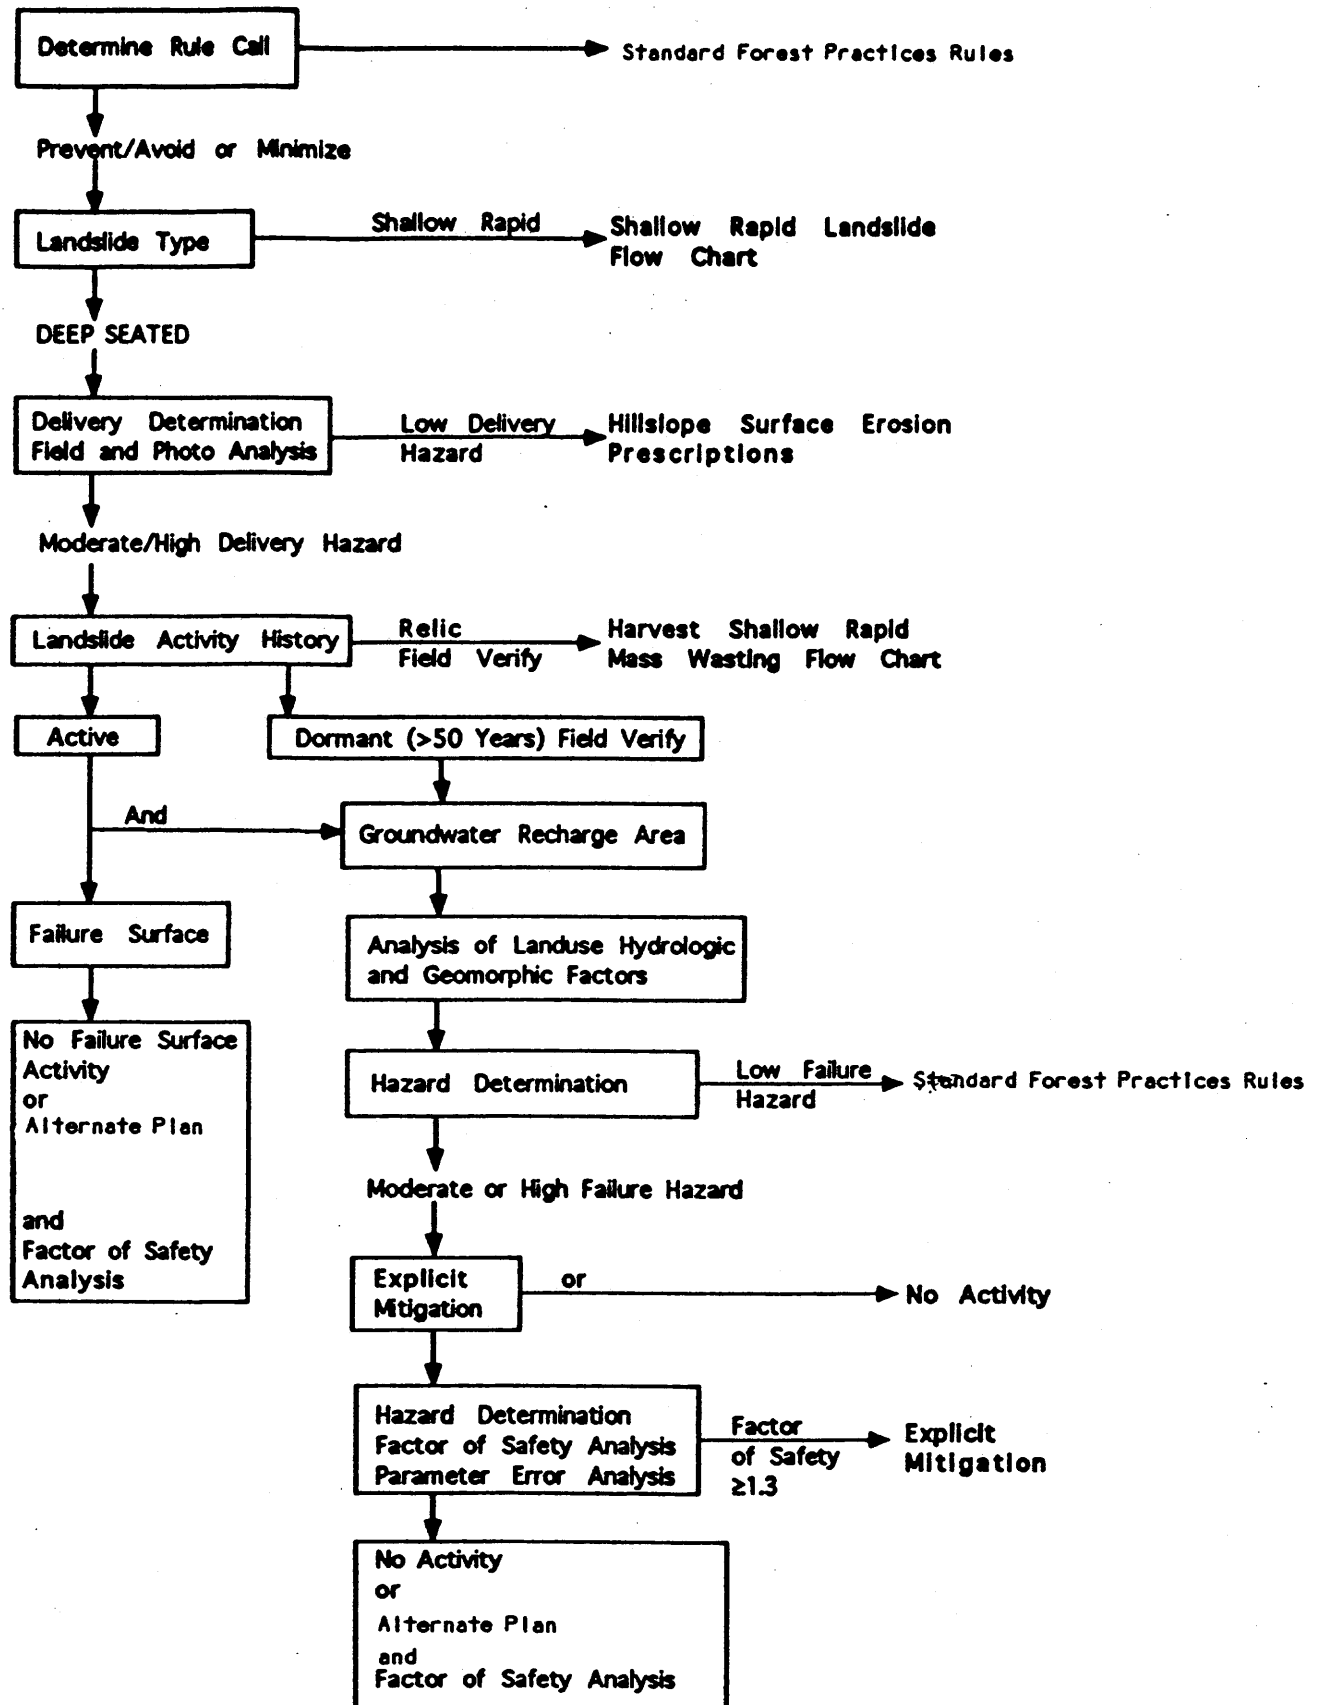 Determine Rule Call
Standard Forest Practices Rules
Prevent/Avoid or Minimize
Landslide Type
Shallow Rapid
Shallow Rapid Landslide
Flow Chart
DEEP SEATED
Delivery Determination
Field and Photo Analysis
Low Delivery
Hazard
Hillslope Surface Erosion
Prescriptions
Moderate/High Delivery Hazard
Landslide Activity History
Relic
Field Verify
Harvest Shallow Rapid
Mass Wasting Flow Chart
Active
Dormant (>50 Years) Field Verify
And
Groundwater Recharge Area
Failure Surface
Analysis of Landuse Hydrologic
and Geomorphic Factors
No Failure Surface
Activity
or
Alternate Plan
and
Factor of Safety
Analysis
Hazard Determination
Low Failure
Hazard
Standard Forest Practices Rules
Moderate or High Failure Hazard
Explicit
Mitigation
or
No Activity
Hazard Determination
Factor of Safety Analysis
Parameter Error Analysis
Factor
of Safety
≥1.3
Explicit
Mitigation
No Activity
or
Alternate Plan
and
Factor of Safety Analysis